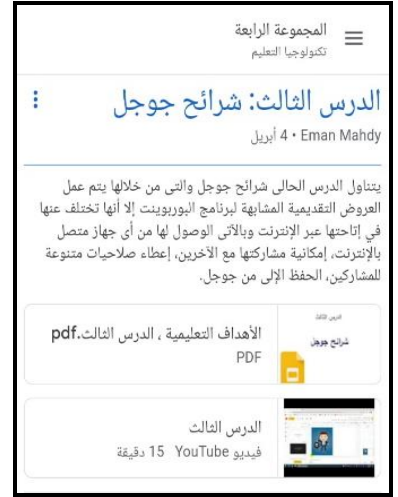 المجموعة الرابعة
تكنولوجيا التعليم
الدرس الثالث: شرائح جوجل
Eman Mahdy • 4 أبريل
يتناول الدرس الحالى شرائح جوجل والتى من خلالها يتم عمل
العروض التقديمية المشابهة لبرنامج البوربوينت إلا أنها تختلف عنها
في إتاحتها عبر الإنترنت وبالآتى الوصول لها من أى جهاز متصل
بالإنترنت، إمكانية مشاركتها مع الآخرين، إعطاء صلاحيات متنوعة
للمشاركين، الحفظ الإلى من جوجل.
الأهداف التعليمية ، الدرس الثالث.pdf
PDF
الدرس الثالث
شرائح جوجل
الدرس الثالث
فيديو YouTube 15 دقيقة